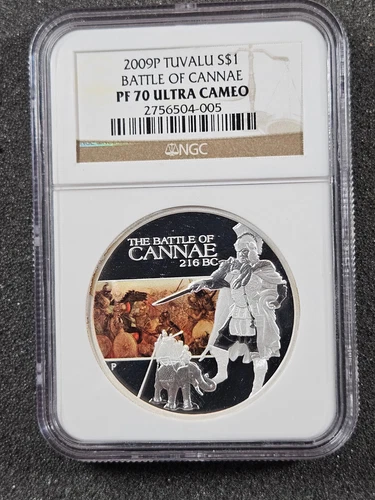 2009P TUVALU S$1
BATTLE OF CANNAE
PF 70 ULTRA CAMEO
2756504-005
NGC
THE BATTLE OF
CANNAE
216 BC
P